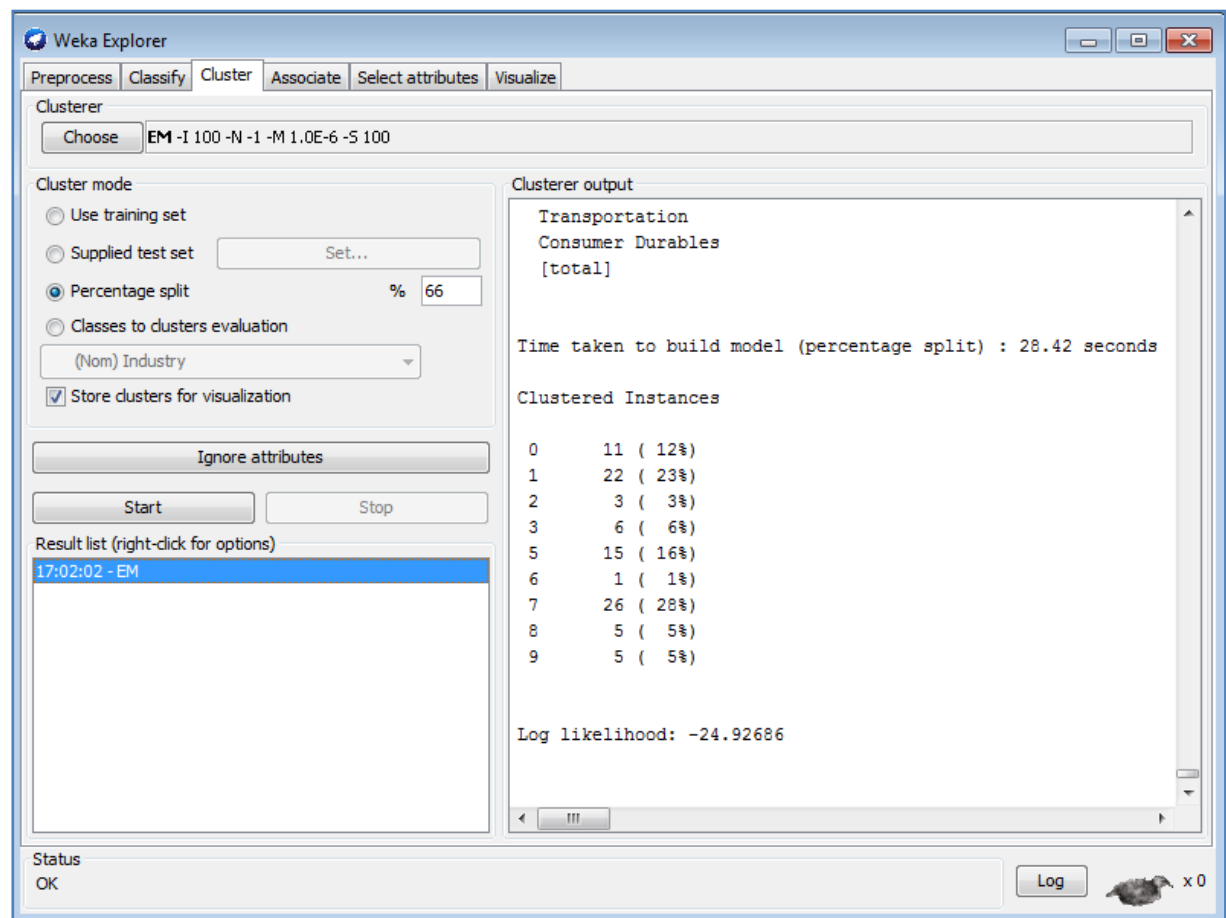 Weka Explorer
Preprocess Classify Cluster Associate Select attributes Visualize
Clusterer
Choose EM -I 100 -N -1 -M 1.0E-6 -S 100
Cluster mode
Use training set
Supplied test set Set...
Percentage split % 66
Classes to clusters evaluation
(Nom) Industry
Store clusters for visualization
Ignore attributes
Start Stop
Result list (right-click for options)
17:02:02 - EM
Clusterer output
Transportation
Consumer Durables
[total]
Time taken to build model (percentage split) : 28.42 seconds
Clustered Instances
0 11 ( 12%)
1 22 ( 23%)
2 3 ( 3%)
3 6 ( 6%)
5 15 ( 16%)
6 1 ( 1%)
7 26 ( 28%)
8 5 ( 5%)
9 5 ( 5%)
Log likelihood: -24.92686
Status
OK
Log x 0